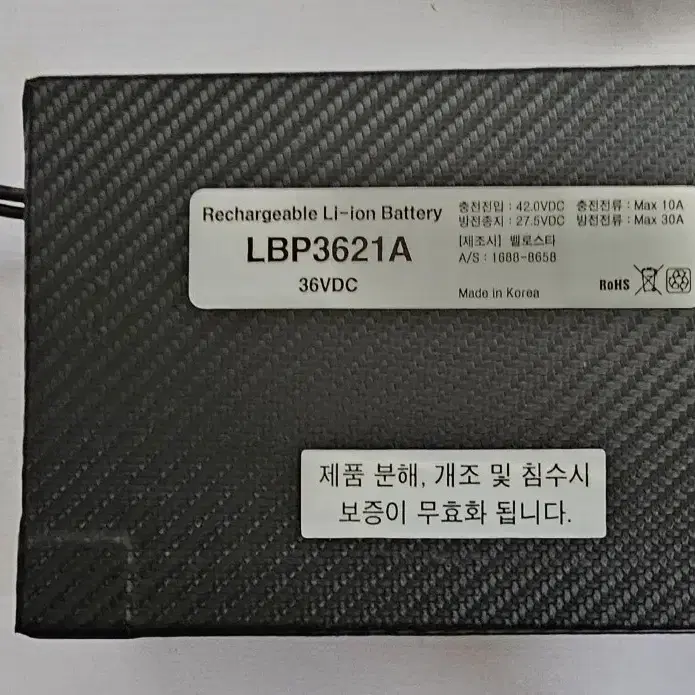 Rechargeable Li-ion Battery
LBP3621A
36VDC
충전전압 : 42.0VDC 충전전류 : Max 10A
방전종지 : 27.5VDC 방전전류 : Max 30A
[제조사] 벨로스타
A/S : 1688-8658
Made in Korea
RoHS
제품 분해, 개조 및 침수시
보증이 무효화 됩니다.